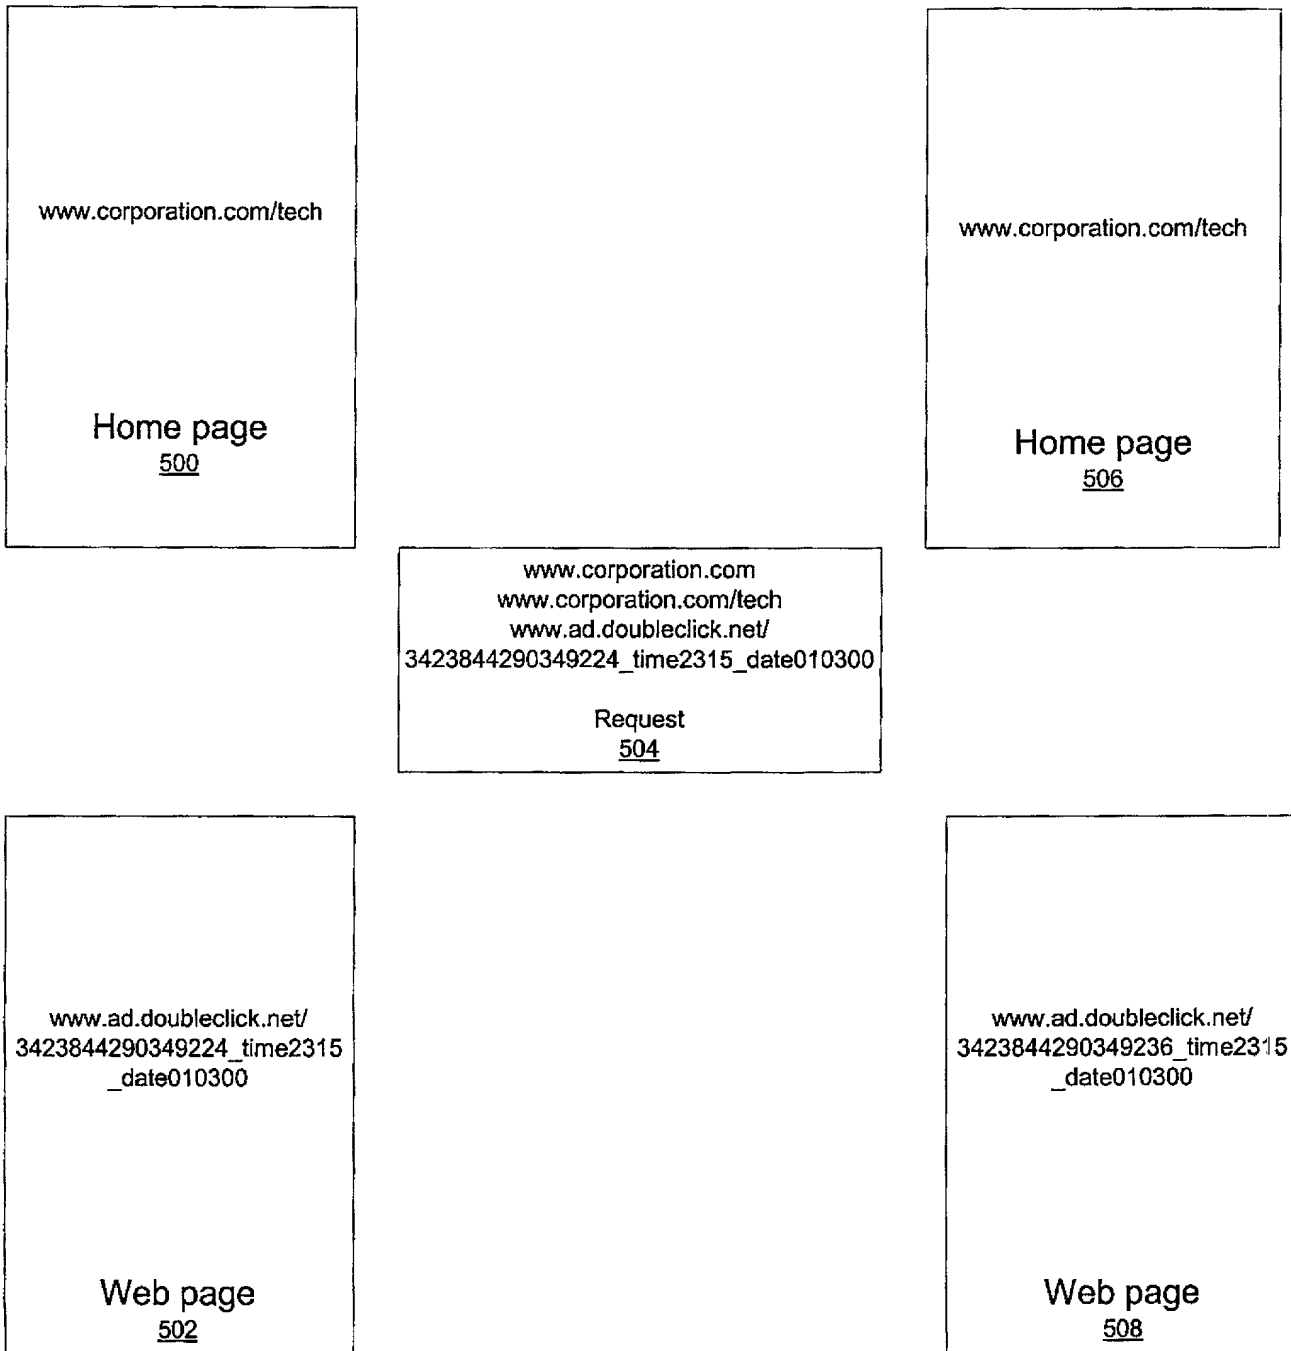 www.corporation.com/tech
Home page
500
www.corporation.com/tech
Home page
506
www.corporation.com
www.corporation.com/tech
www.ad.doubleclick.net/
3423844290349224_time2315_date010300
Request
504
www.ad.doubleclick.net/
3423844290349224_time2315
_date010300
Web page
502
www.ad.doubleclick.net/
3423844290349236_time2315
_date010300
Web page
508